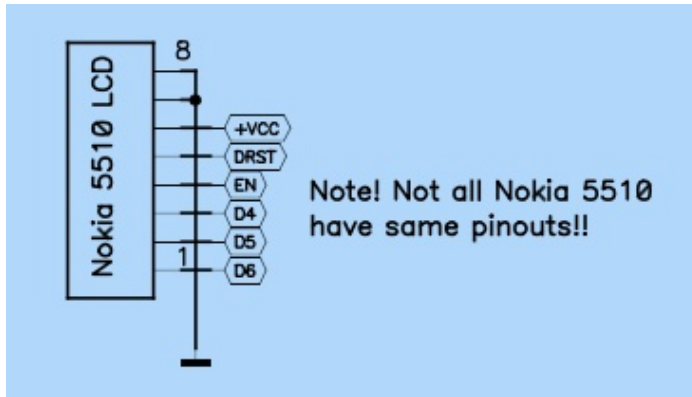 Nokia 5510 LCD
8
+VCC
DRST
EN
D4
D5
1
D6
Note! Not all Nokia 5510
have same pinouts!!